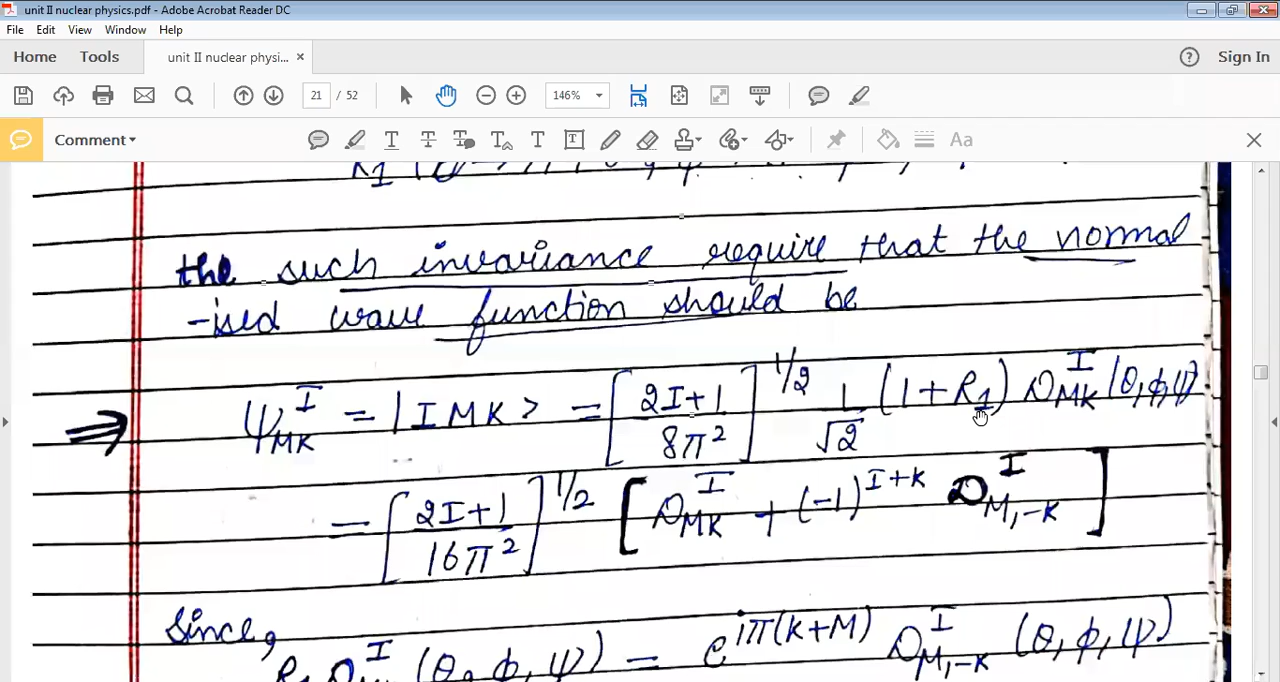 unit II nuclear physics.pdf - Adobe Acrobat Reader DC
File Edit View Window Help
Home Tools unit II nuclear physi... × Sign In
21 / 52 146%
Comment
the such invariance require that the normal
-ised wave function should be
⇒ ψ^I_MK = |IMK> = [2I+1 / 8π²]^1/2 1/√2 (1+R₁) D^I_MK (θ,φ,ψ)
= [2I+1 / 16π²]^1/2 [D^I_MK + (-1)^I+K D^I_M,-K]
Since,
D^I (θ, φ, ψ) = e^iπ(K+M) D^I_M,-K (θ, φ, ψ)